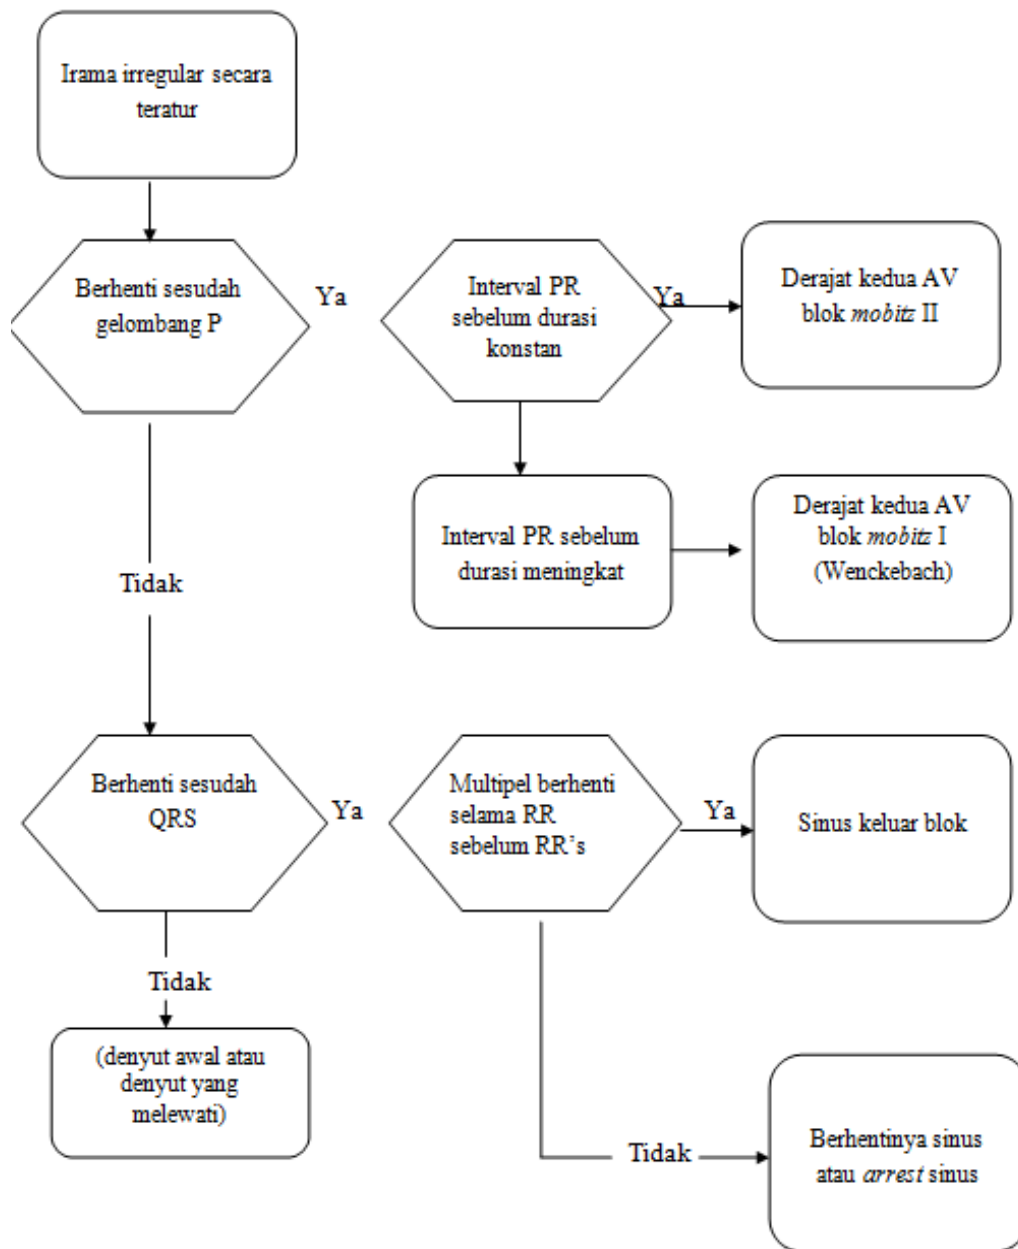 Irama irregular secara
teratur
Berhenti sesudah
gelombang P
Ya
Interval PR
sebelum durasi
konstan
Ya
Derajat kedua AV
blok mobitz II
Interval PR sebelum
durasi meningkat
Derajat kedua AV
blok mobitz I
(Wenckebach)
Tidak
Berhenti sesudah
QRS
Ya
Multipel berhenti
selama RR
sebelum RR’s
Ya
Sinus keluar blok
Tidak
(denyut awal atau
denyut yang
melewati)
Tidak
Berhentinya sinus
atau arrest sinus